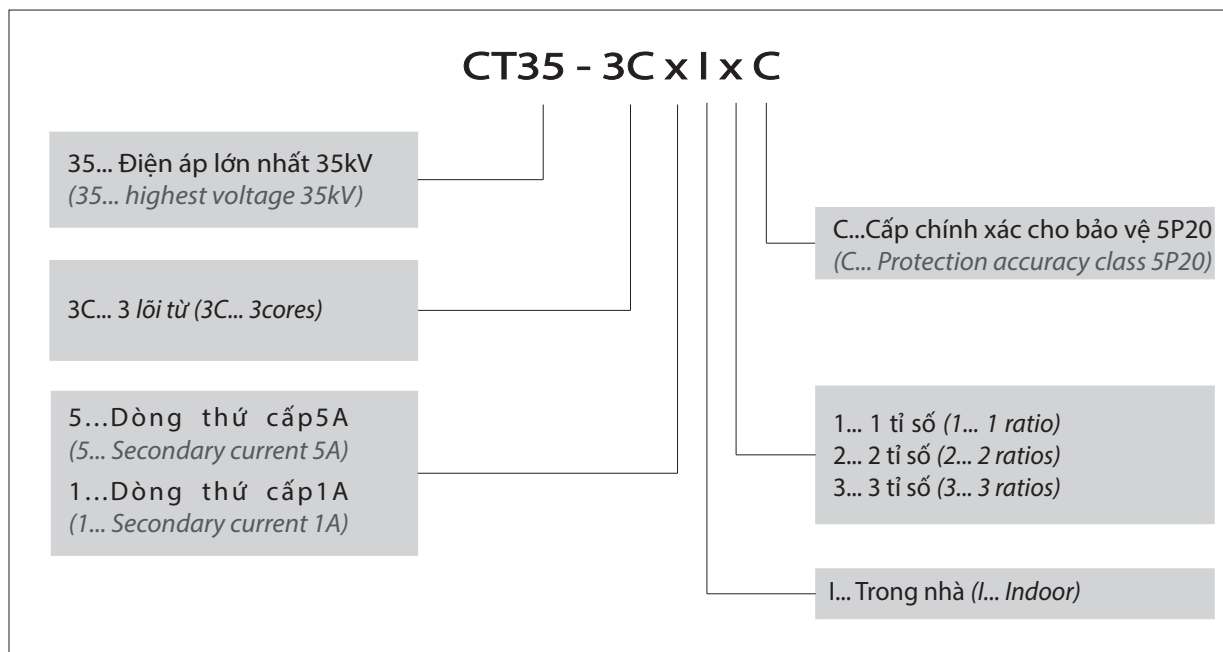 CT35 - 3C x I x C
35... Điện áp lớn nhất 35kV
(35... highest voltage 35kV)
3C... 3 lõi từ (3C... 3cores)
5...Dòng thứ cấp5A
(5... Secondary current 5A)
1...Dòng thứ cấp1A
(1... Secondary current 1A)
C...Cấp chính xác cho bảo vệ 5P20
(C... Protection accuracy class 5P20)
1... 1 tỉ số (1... 1 ratio)
2... 2 tỉ số (2... 2 ratios)
3... 3 tỉ số (3... 3 ratios)
I... Trong nhà (I... Indoor)